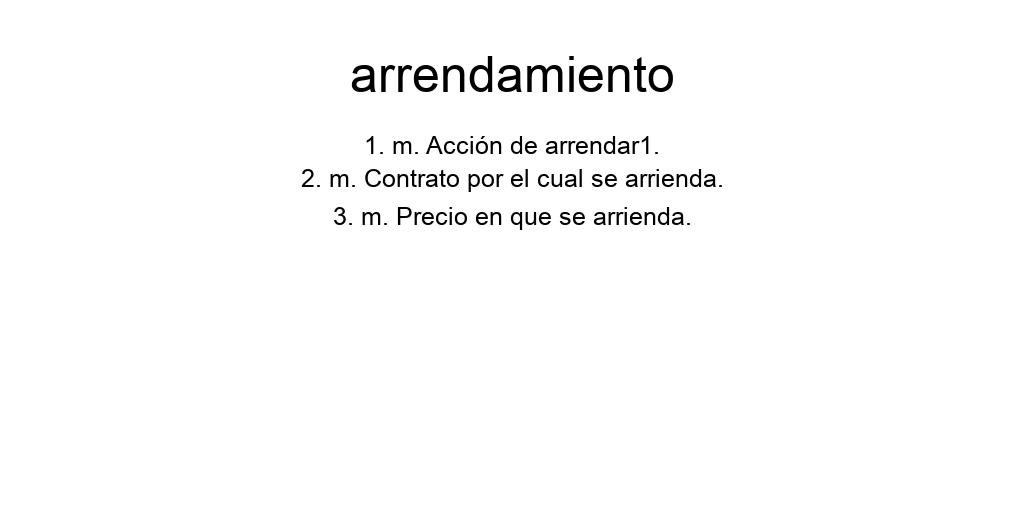 arrendamiento
1. m. Acción de arrendar1.
2. m. Contrato por el cual se arrienda.
3. m. Precio en que se arrienda.